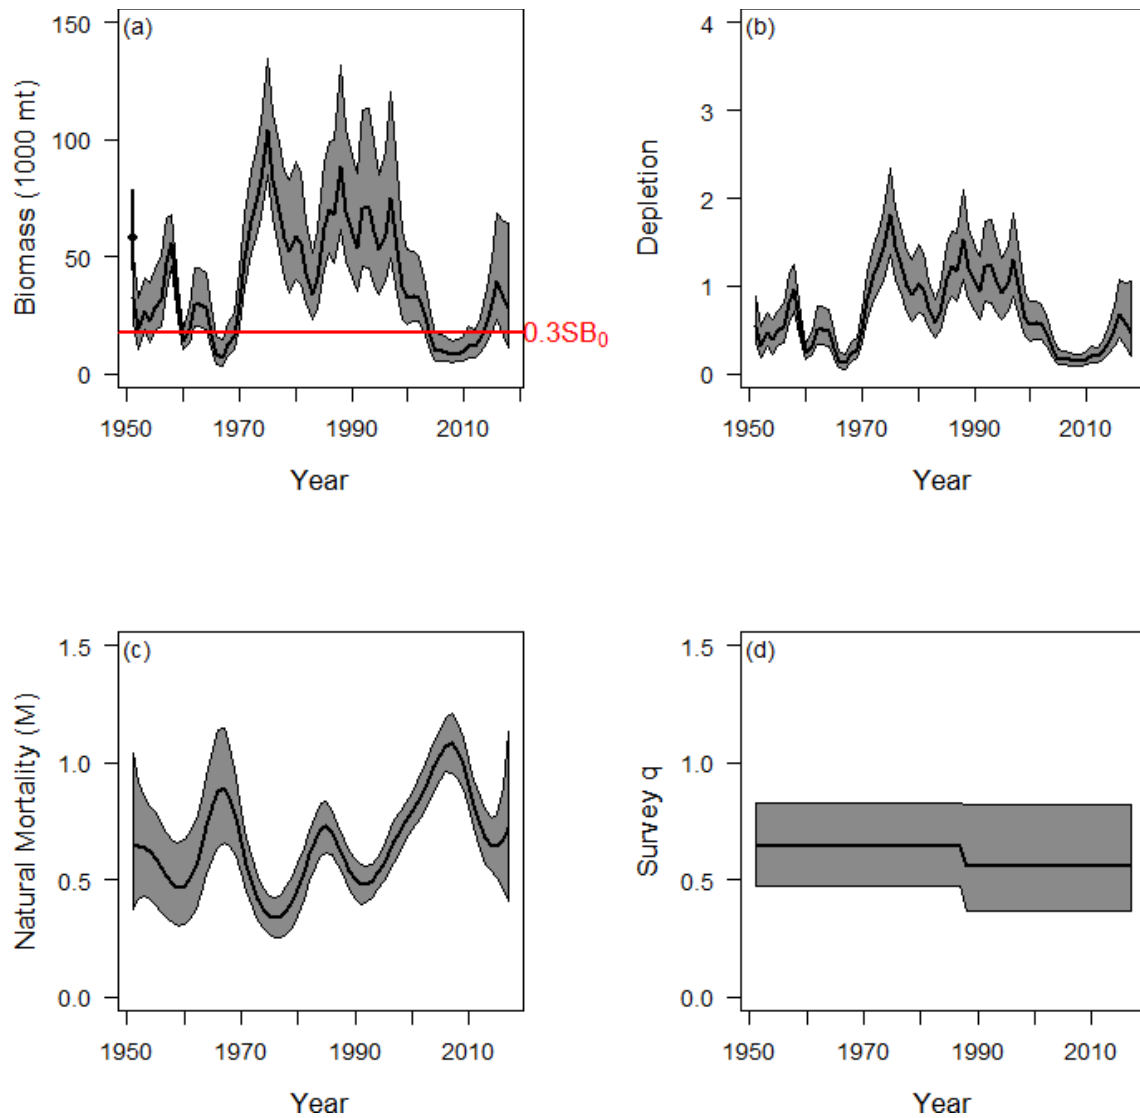 (a)
Biomass (1000 mt)
150
100
50
0
0.3SB0
1950 1970 1990 2010
Year
(b)
Depletion
4
3
2
1
0
1950 1970 1990 2010
Year
(c)
Natural Mortality (M)
1.5
1.0
0.5
0.0
1950 1970 1990 2010
Year
(d)
Survey q
1.5
1.0
0.5
0.0
1950 1970 1990 2010
Year